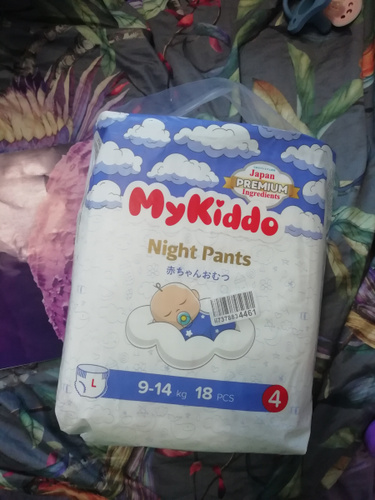 Japan
PREMIUM
Ingredients
MyKiddo
Night Pants
赤ちゃんおむつ
L
9-14 kg 18 PCS
4